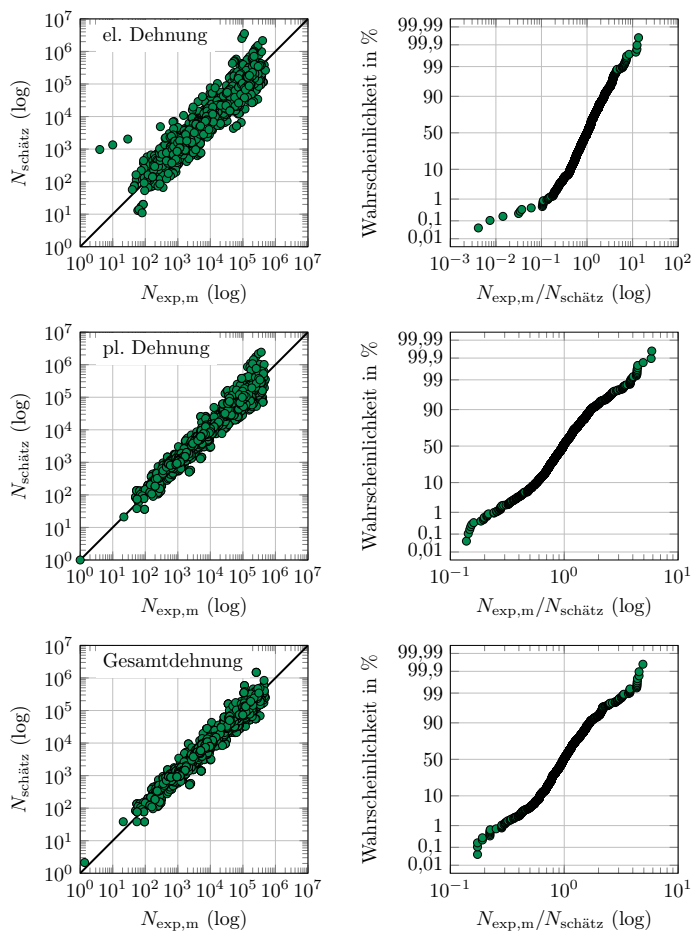 el. Dehnung
N_schätz (log)
10^7
10^6
10^5
10^4
10^3
10^2
10^1
10^0
10^0 10^1 10^2 10^3 10^4 10^5 10^6 10^7
N_exp,m (log)
Wahrscheinlichkeit in %
99,99
99,9
99
90
50
10
1
0,1
0,01
10^−3 10^−2 10^−1 10^0 10^1 10^2
N_exp,m/N_schätz (log)
pl. Dehnung
N_schätz (log)
10^7
10^6
10^5
10^4
10^3
10^2
10^1
10^0
10^0 10^1 10^2 10^3 10^4 10^5 10^6 10^7
N_exp,m (log)
Wahrscheinlichkeit in %
99,99
99,9
99
90
50
10
1
0,1
0,01
10^−1 10^0 10^1
N_exp,m/N_schätz (log)
Gesamtdehnung
N_schätz (log)
10^7
10^6
10^5
10^4
10^3
10^2
10^1
10^0
10^0 10^1 10^2 10^3 10^4 10^5 10^6 10^7
N_exp,m (log)
Wahrscheinlichkeit in %
99,99
99,9
99
90
50
10
1
0,1
0,01
10^−1 10^0 10^1
N_exp,m/N_schätz (log)